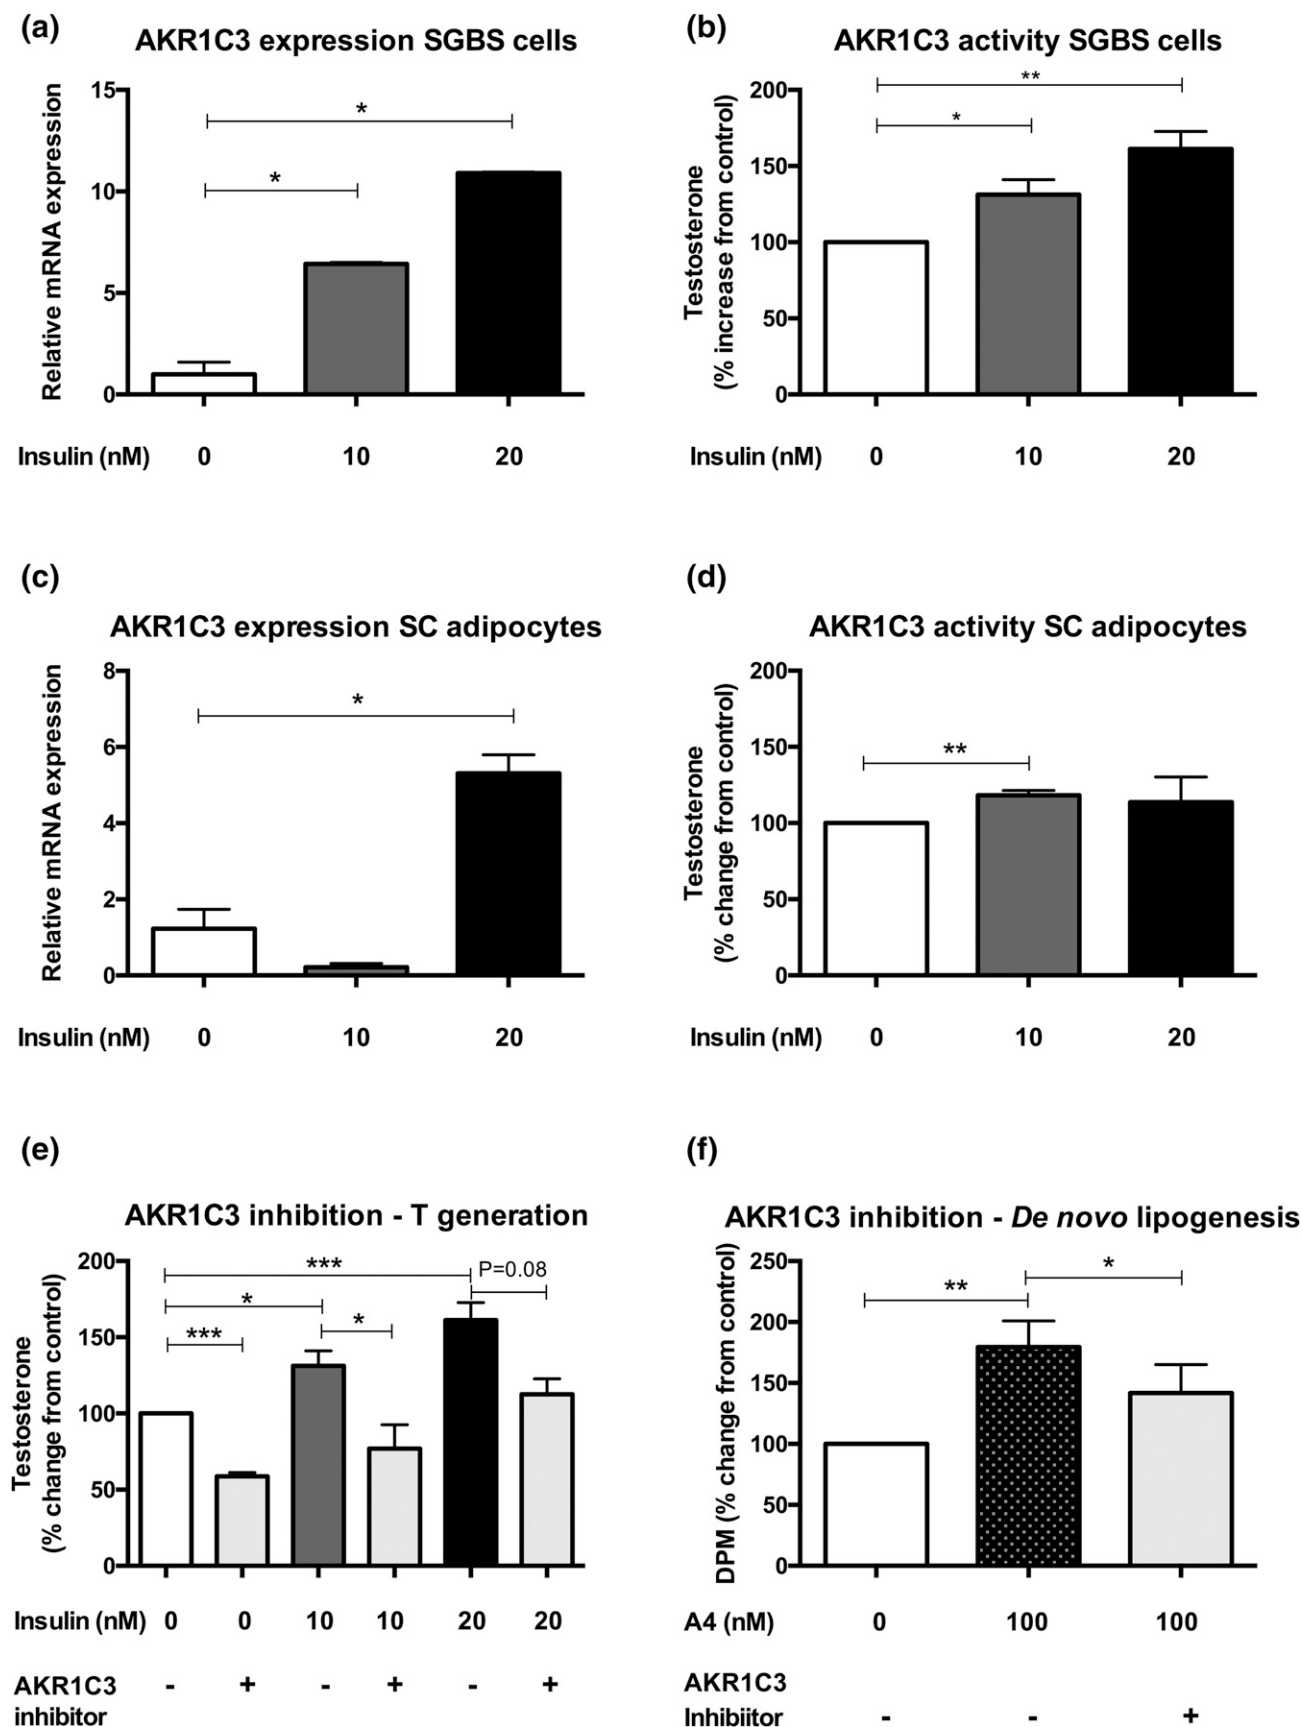 (a)
AKR1C3 expression SGBS cells
Relative mRNA expression
15
10
5
0
*
*
Insulin (nM) 0 10 20
(b)
AKR1C3 activity SGBS cells
Testosterone
(% increase from control)
200
150
100
50
0
**
*
Insulin (nM) 0 10 20
(c)
AKR1C3 expression SC adipocytes
Relative mRNA expression
8
6
4
2
0
*
Insulin (nM) 0 10 20
(d)
AKR1C3 activity SC adipocytes
Testosterone
(% change from control)
200
150
100
50
0
**
Insulin (nM) 0 10 20
(e)
AKR1C3 inhibition - T generation
Testosterone
(% change from control)
200
150
100
50
0
***
P=0.08
*
*
***
Insulin (nM) 0 0 10 10 20 20
AKR1C3 - + - + - +
inhibitor
(f)
AKR1C3 inhibition - De novo lipogenesis
DPM (% change from control)
250
200
150
100
50
0
*
**
A4 (nM) 0 100 100
AKR1C3
Inhibiitor - - +